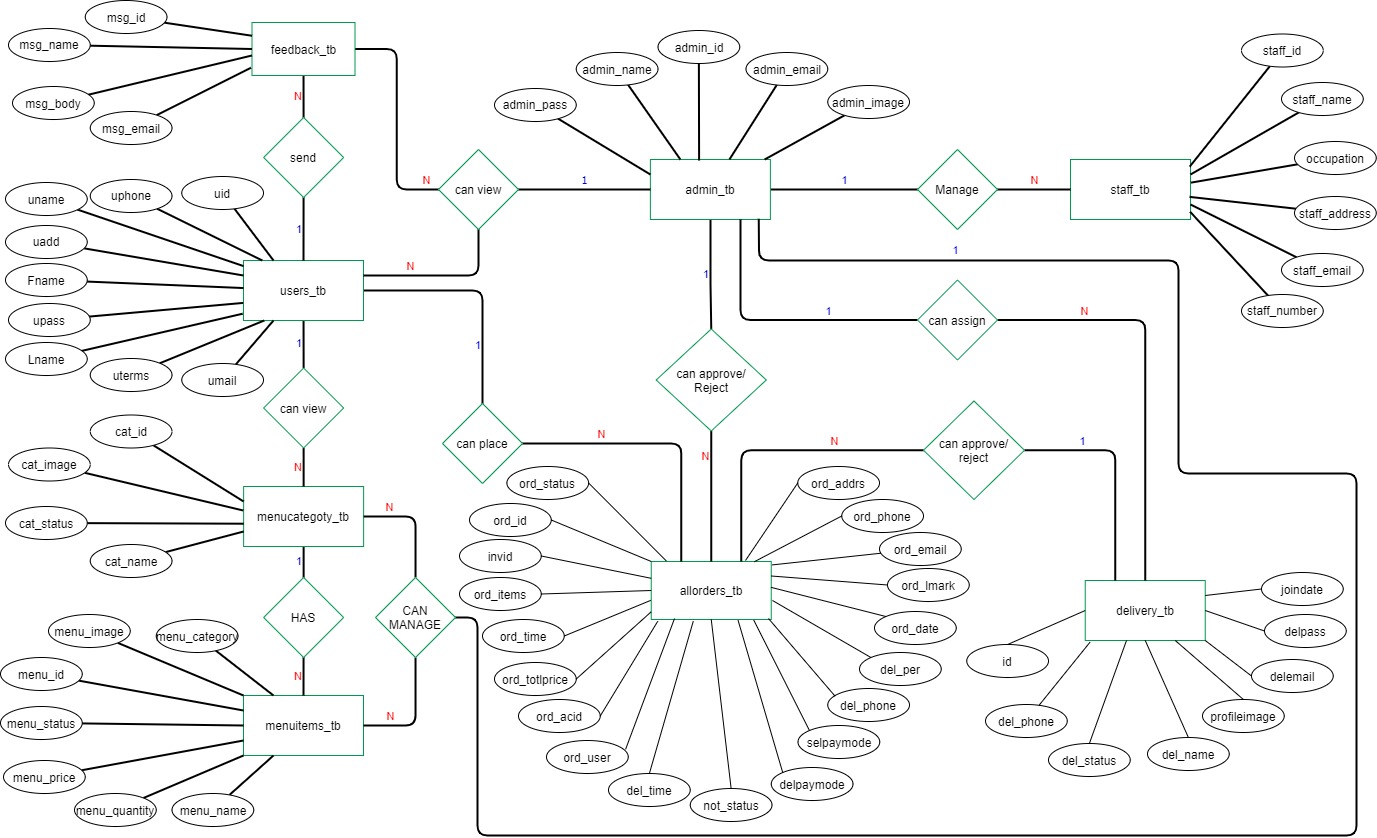 msg_id
msg_name
msg_body
msg_email
feedback_tb
N
send
1
can view
N
N
1
admin_pass
admin_name
admin_id
admin_email
admin_image
admin_tb
1
Manage
N
staff_tb
staff_id
staff_name
occupation
staff_address
staff_email
staff_number
uname
uphone
uid
uadd
Fname
upass
Lname
uterms
umail
users_tb
1
can view
N
1
can place
N
1
can approve/
Reject
N
1
can assign
N
1
N
can approve/
reject
1
cat_id
cat_image
cat_status
cat_name
menucategoty_tb
N
1
HAS
N
CAN
MANAGE
N
menu_image
menu_category
menu_id
menu_status
menu_price
menu_quantity
menu_name
menuitems_tb
ord_status
ord_id
invid
ord_items
ord_time
ord_totlprice
ord_acid
ord_user
del_time
not_status
delpaymode
selpaymode
del_phone
del_per
ord_date
ord_lmark
ord_email
ord_phone
ord_addrs
allorders_tb
delivery_tb
joindate
delpass
delemail
profileimage
del_name
del_status
del_phone
id